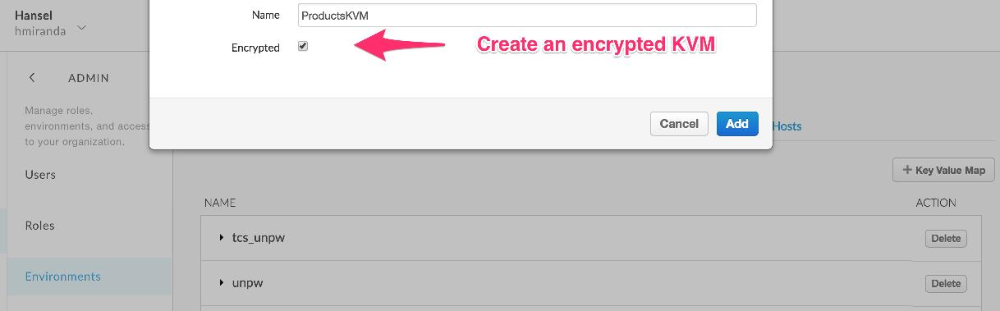 Hansel
hmiranda
Name
ProductsKVM
Encrypted
Create an encrypted KVM
ADMIN
Manage roles,
environments, and access
to your organization.
Cancel
Add
Hosts
Users
+ Key Value Map
NAME
ACTION
Roles
tcs_unpw
Delete
Environments
unpw
Delete